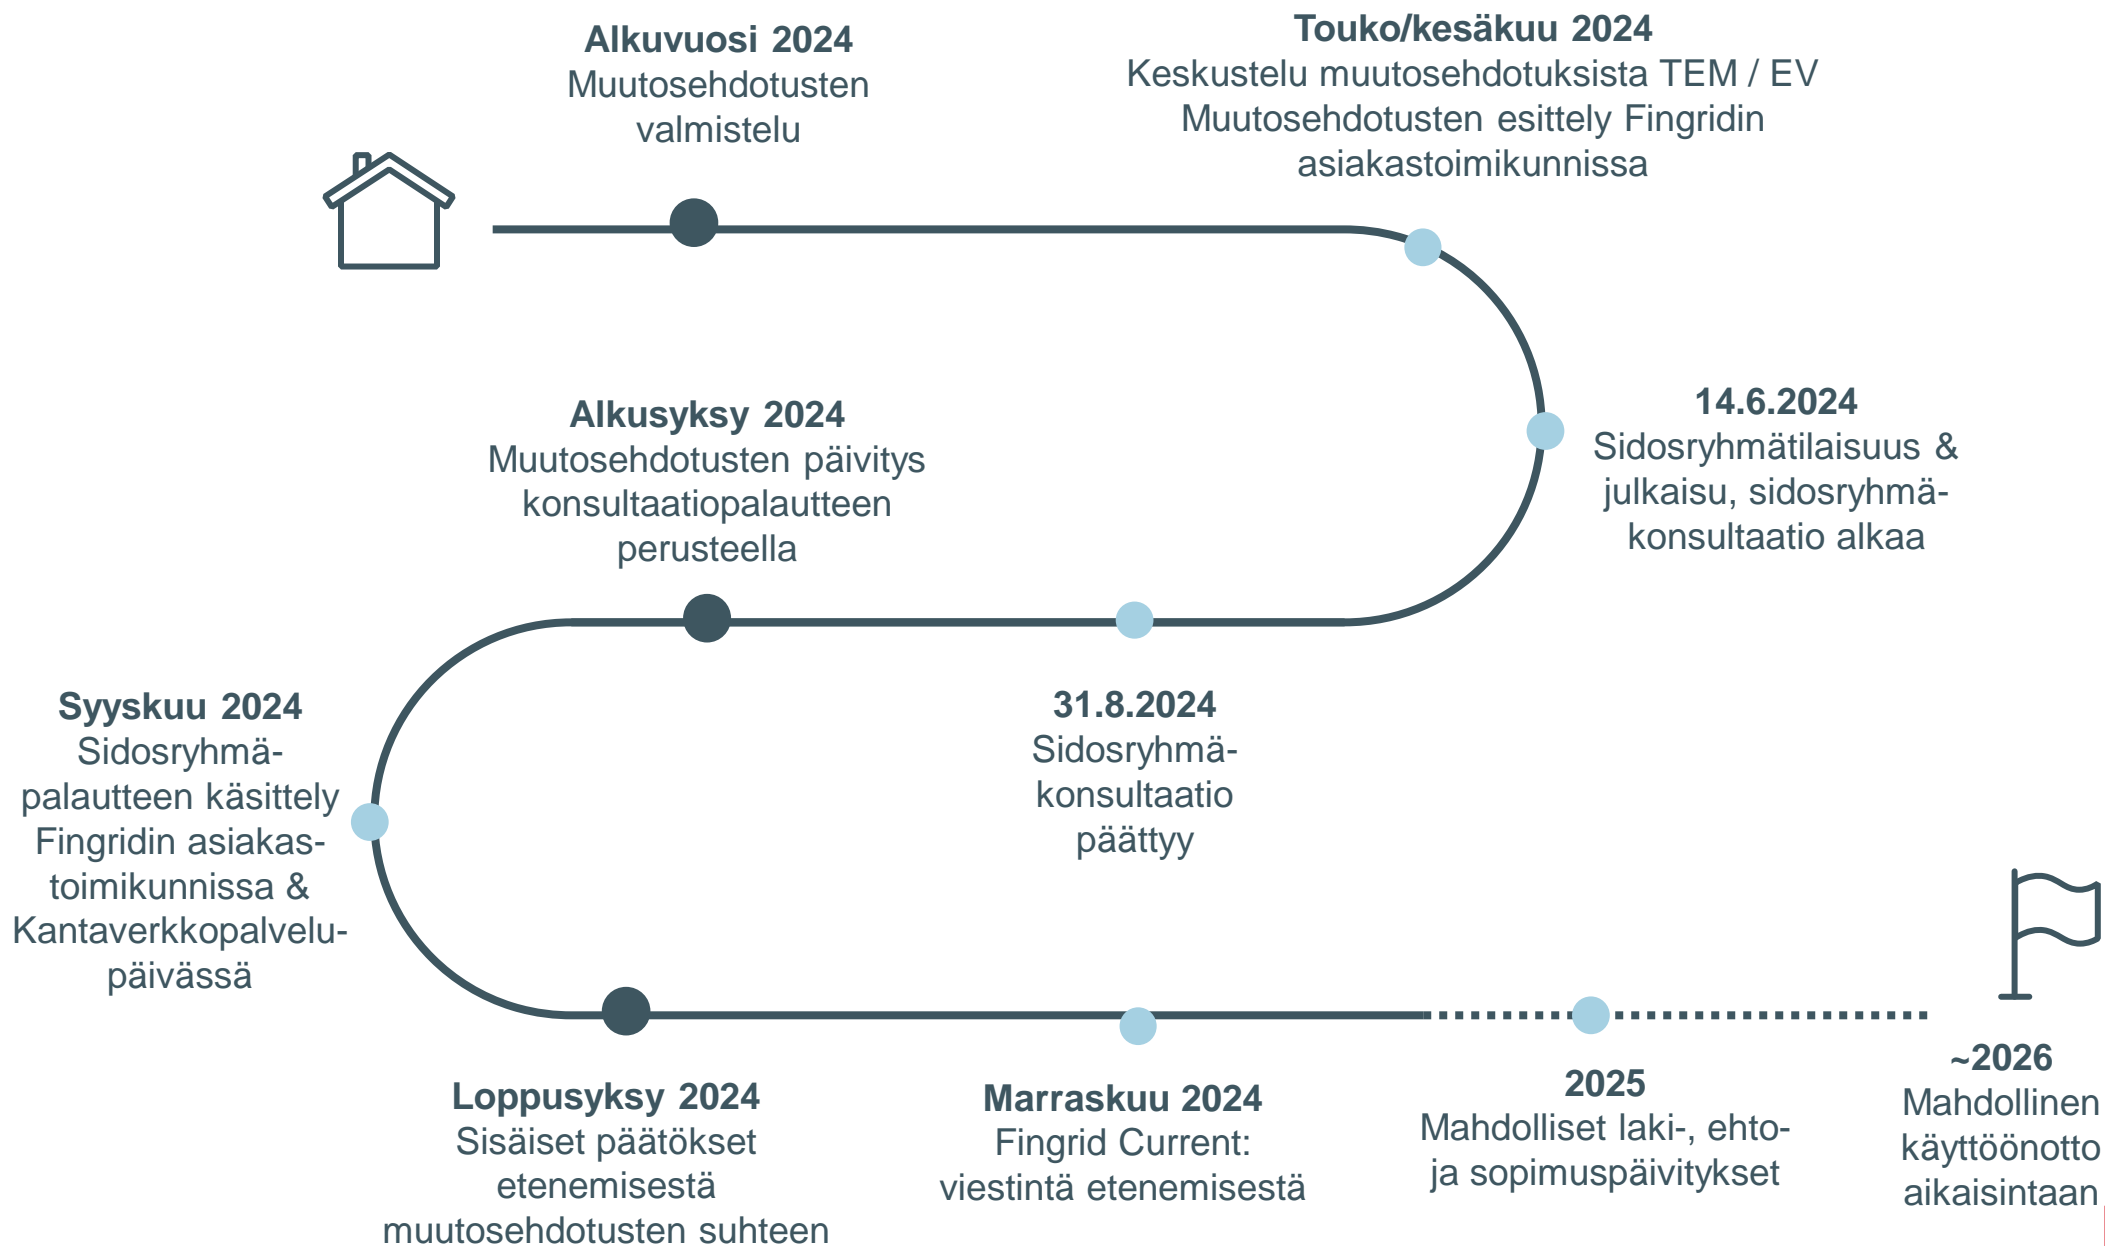 Alkuvuosi 2024
Muutosehdotusten
valmistelu
Touko/kesäkuu 2024
Keskustelu muutosehdotuksista TEM / EV
Muutosehdotusten esittely Fingridin
asiakastoimikunnissa
14.6.2024
Sidosryhmätilaisuus &
julkaisu, sidosryhmä-
konsultaatio alkaa
31.8.2024
Sidosryhmä-
konsultaatio
päättyy
Alkusyksy 2024
Muutosehdotusten päivitys
konsultaatiopalautteen
perusteella
Syyskuu 2024
Sidosryhmä-
palautteen käsittely
Fingridin asiakas-
toimikunnissa &
Kantaverkkopalvelu-
päivässä
Loppusyksy 2024
Sisäiset päätökset
etenemisestä
muutosehdotusten suhteen
Marraskuu 2024
Fingrid Current:
viestintä etenemisestä
2025
Mahdolliset laki-, ehto-
ja sopimuspäivitykset
~2026
Mahdollinen
käyttöönotto
aikaisintaan